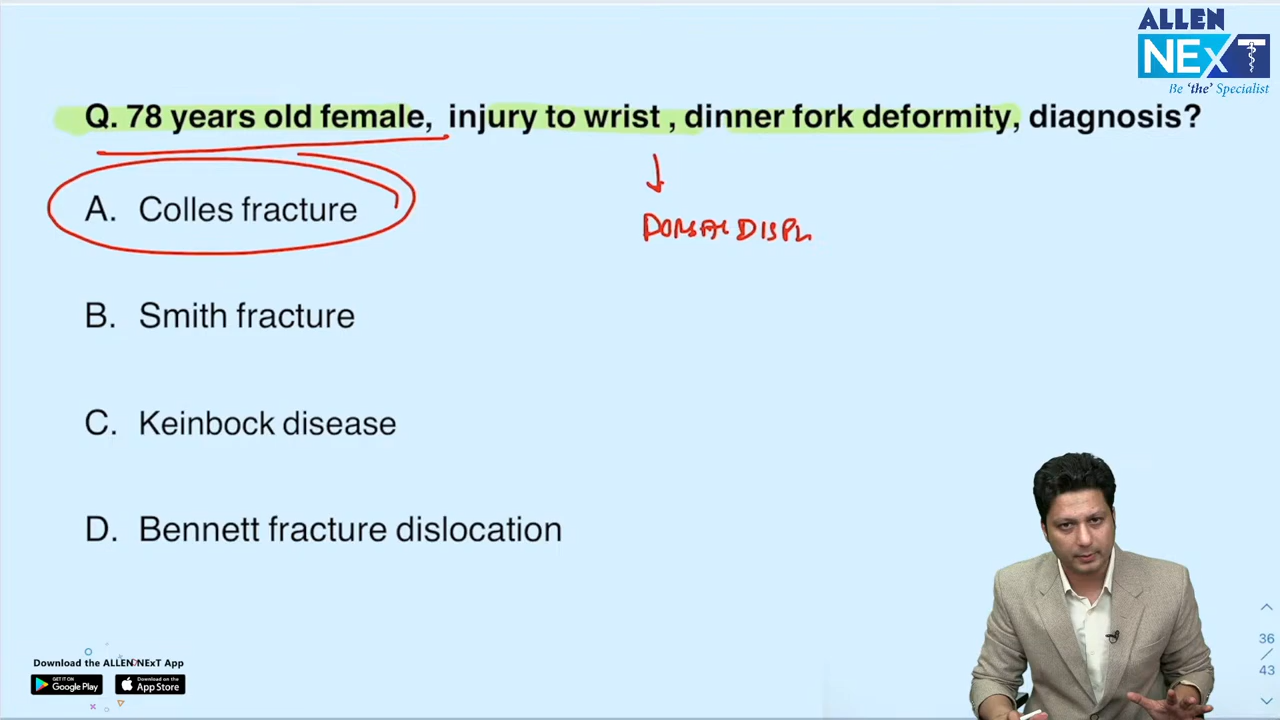 ALLEN
NExT
Be 'the' Specialist
Q. 78 years old female, injury to wrist , dinner fork deformity, diagnosis?
A. Colles fracture
DORSAL DISPL
B. Smith fracture
C. Keinbock disease
D. Bennett fracture dislocation
36
/
43
Download the ALLEN NExT App
GET IT ON
Google Play
Download on the
App Store